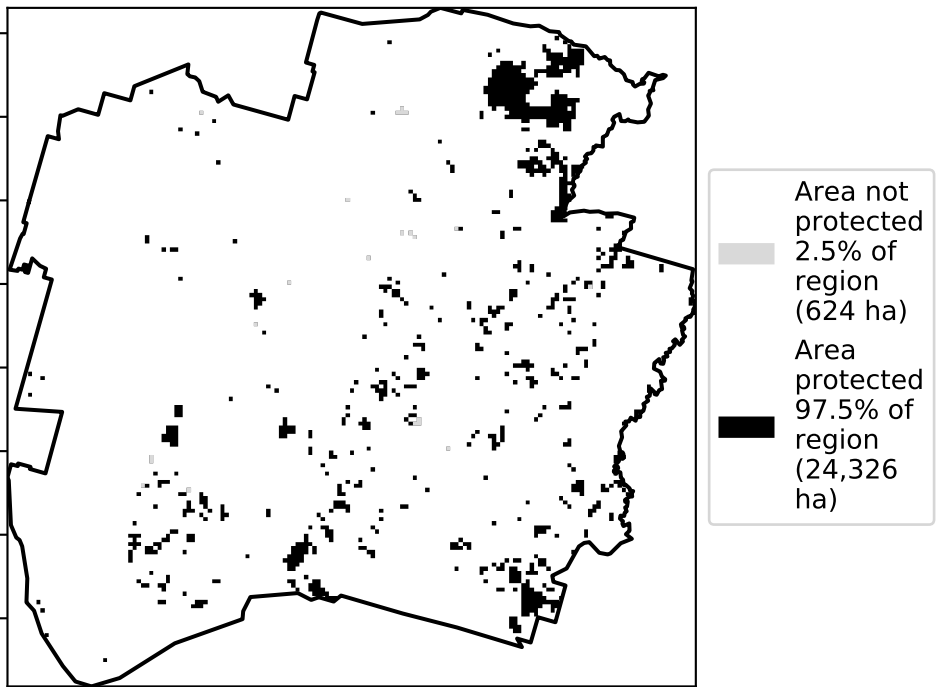 Area not
protected
2.5% of
region
(624 ha)
Area
protected
97.5% of
region
(24,326
ha)